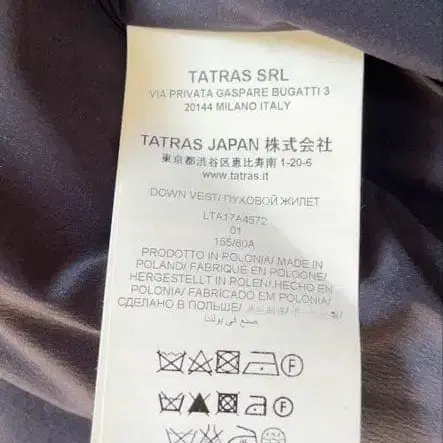 TATRAS SRL
VIA PRIVATA GASPARE BUGATTI 3
20144 MILANO ITALY
TATRAS JAPAN 株式会社
東京都渋谷区恵比寿南 1-20-6
www.tatras.it
DOWN VEST/ ПУХОВОЙ ЖИЛЕТ
LTA17A4572
01
155/80A
PRODOTTO IN POLONIA/ MADE IN
POLAND/ FABRIQUÉ EN POLOGNE/
HERGESTELLT IN POLEN/ HECHO EN
POLONIA/ FABRICADO EM POLONIA/
СДЕЛАНО В ПОЛЬШЕ/
صنع في بولندا
F
F